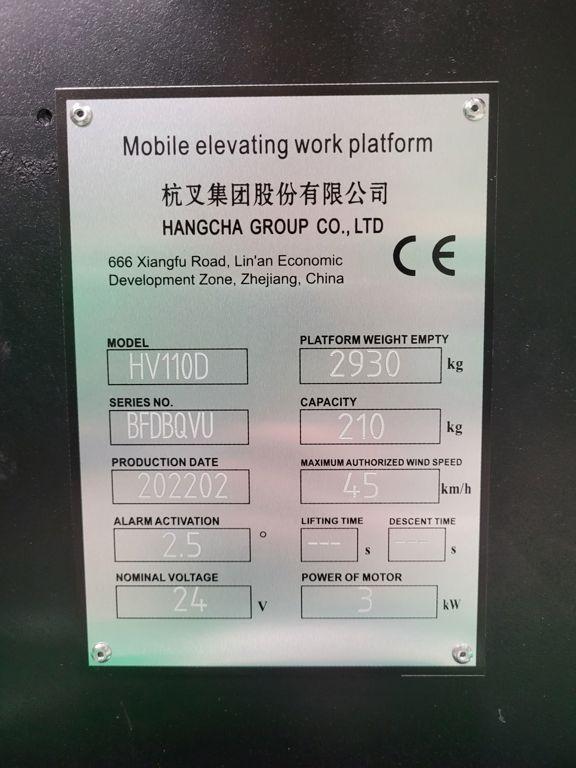 Mobile elevating work platform
杭叉集团股份有限公司
HANGCHA GROUP CO., LTD
666 Xiangfu Road, Lin'an Economic
Development Zone, Zhejiang, China
CE
MODEL
HV110D
PLATFORM WEIGHT EMPTY
2930 kg
SERIES NO.
BFDBQVU
CAPACITY
210 kg
PRODUCTION DATE
202202
MAXIMUM AUTHORIZED WIND SPEED
45 km/h
ALARM ACTIVATION
2.5 °
LIFTING TIME
--- s
DESCENT TIME
--- s
NOMINAL VOLTAGE
24 V
POWER OF MOTOR
3 kW